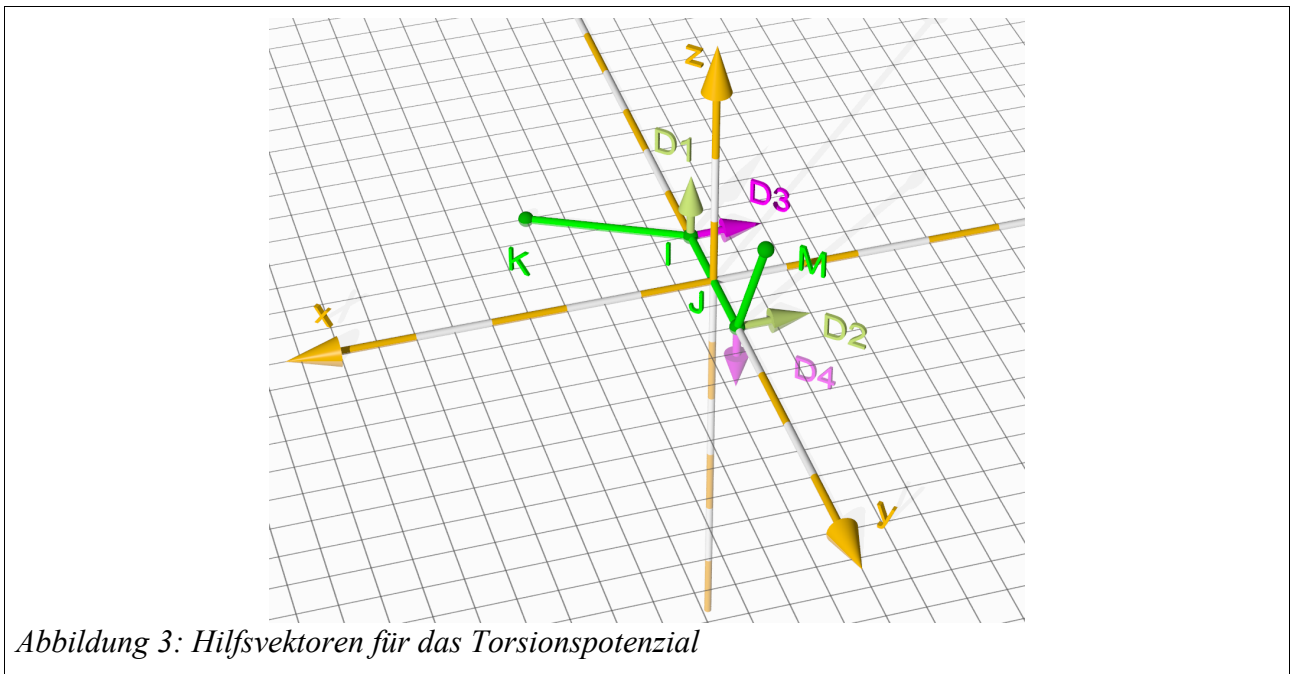 z
D1
D3
K
I
M
J
x
D2
D4
y
Abbildung 3: Hilfsvektoren für das Torsionspotenzial